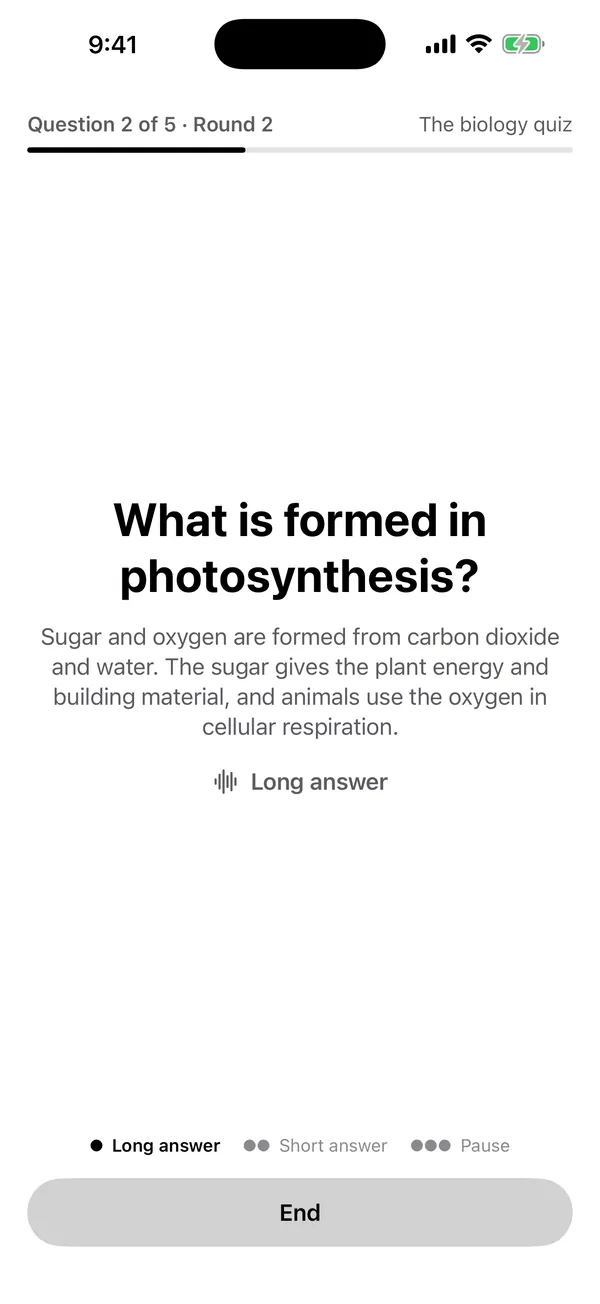 9:41
Question 2 of 5 · Round 2
The biology quiz
What is formed in
photosynthesis?
Sugar and oxygen are formed from carbon dioxide
and water. The sugar gives the plant energy and
building material, and animals use the oxygen in
cellular respiration.
Long answer
Long answer
Short answer
Pause
End